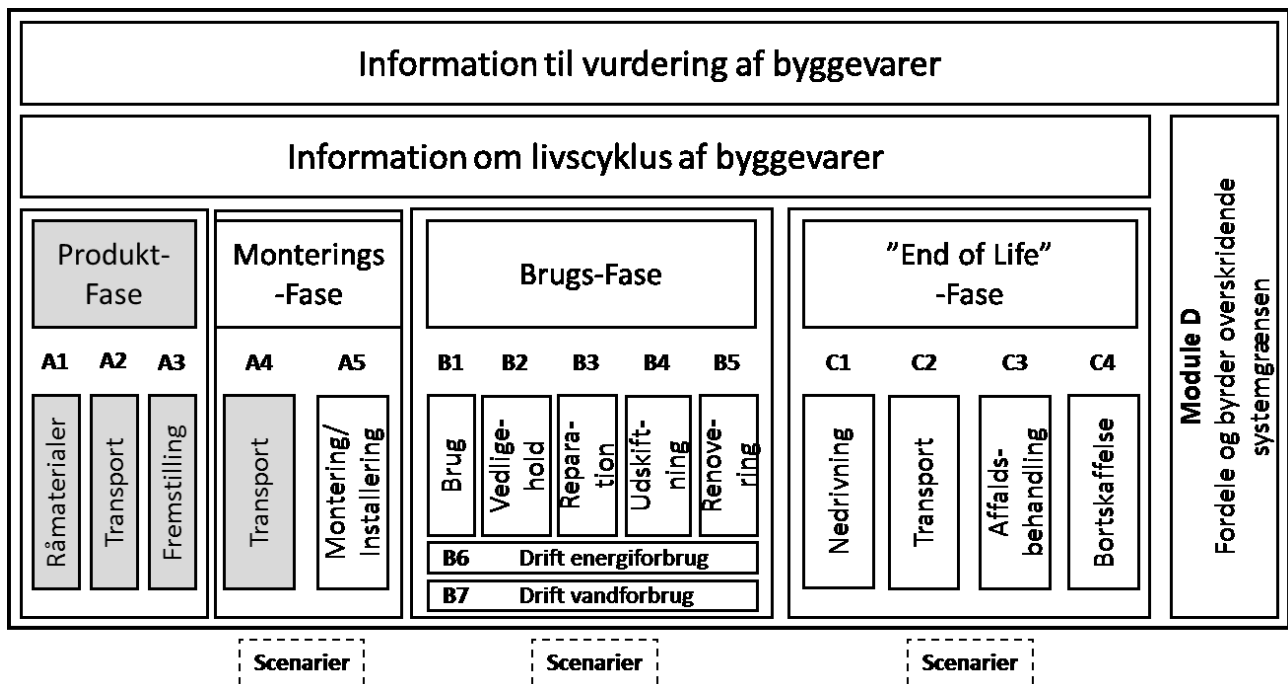 Information til vurdering af byggevarer
Information om livscyklus af byggevarer
Produkt-
Fase
Monterings
-Fase
Brugs-Fase
”End of Life”
-Fase
A1 A2 A3 A4 A5 B1 B2 B3 B4 B5 C1 C2 C3 C4
Råmaterialer
Transport
Fremstilling
Transport
Montering/
Installering
Brug
Vedlige-
hold
Repara-
tion
Udskift-
ning
Renove-
ring
B6 Drift energiforbrug
B7 Drift vandforbrug
Nedrivning
Transport
Affalds-
behandling
Bortskaffelse
Module D
Fordele og byrder overskridende
systemgrænsen
Scenarier Scenarier Scenarier